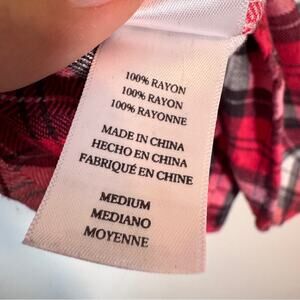 100% RAYON
100% RAYON
100% RAYONNE
MADE IN CHINA
HECHO EN CHINA
FABRIQUÉ EN CHINE
MEDIUM
MEDIANO
MOYENNE